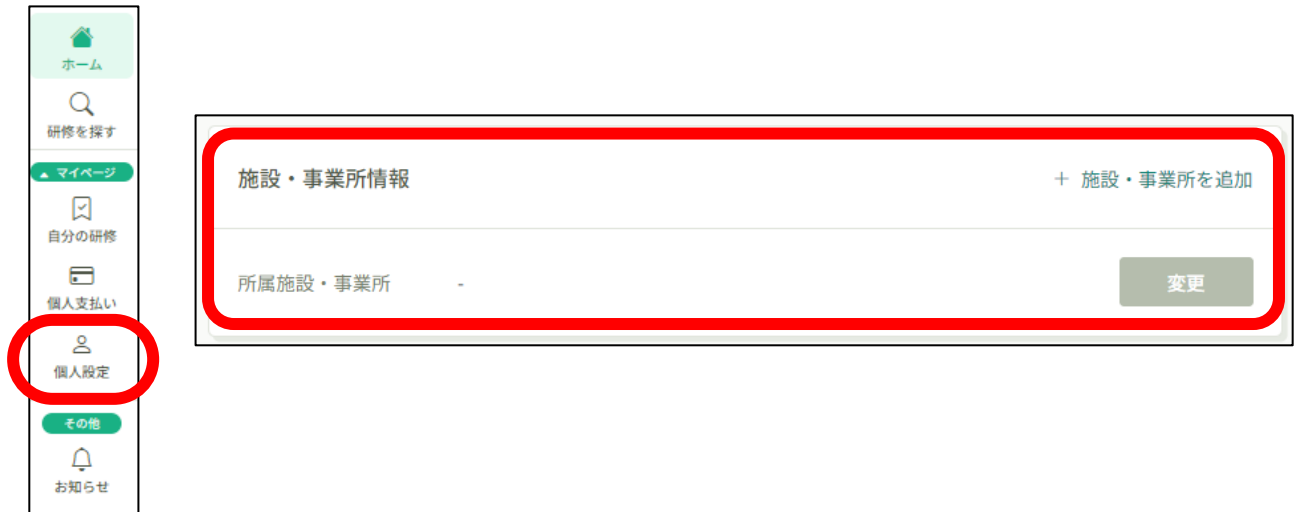 ホーム
研修を探す
マイページ
自分の研修
個人支払い
個人設定
その他
お知らせ
施設・事業所情報
+ 施設・事業所を追加
所属施設・事業所 -
変更